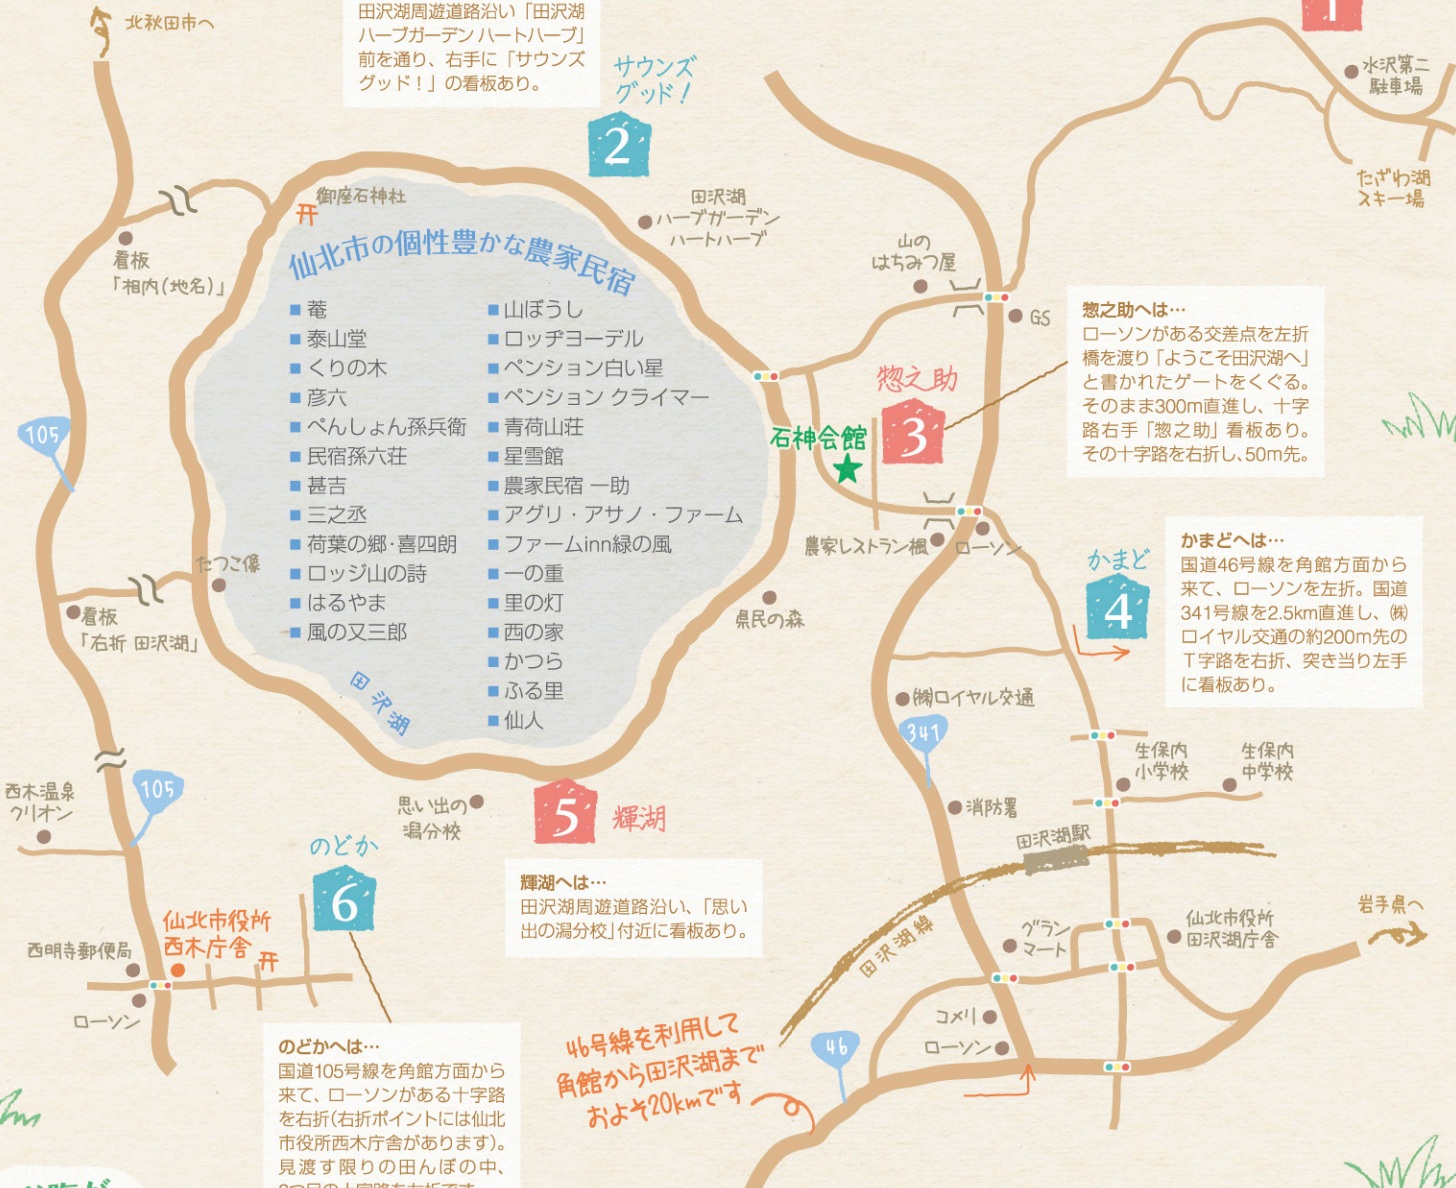 北秋田市へ
田沢湖周遊道路沿い「田沢湖
ハーブガーデン ハートハーブ」
前を通り、右手に「サウンズ
グッド！」の看板あり。
サウンズ
グッド！
2
1
水沢第二
駐車場
たざわ湖
スキー場
御座石神社
田沢湖
ハーブガーデン
ハートハーブ
山の
はちみつ屋
GS
看板
「相内(地名)」
仙北市の個性豊かな農家民宿
菴
泰山堂
くりの木
彦六
ぺんしょん孫兵衛
民宿孫六荘
甚吉
三之丞
荷葉の郷・喜四朗
ロッジ山の詩
はるやま
風の又三郎
山ぼうし
ロッヂヨーデル
ペンション白い星
ペンション クライマー
青荷山荘
星雪館
農家民宿 一助
アグリ・アサノ・ファーム
ファームinn緑の風
一の重
里の灯
西の家
かつら
ふる里
仙人
田沢湖
惣之助
3
石神会館
惣之助へは…
ローソンがある交差点を左折
橋を渡り「ようこそ田沢湖へ」
と書かれたゲートをくぐる。
そのまま300m直進し、十字
路右手「惣之助」看板あり。
その十字路を右折し、50m先。
105
農家レストラン楓
ローソン
たつこ像
看板
「右折 田沢湖」
県民の森
かまど
4
かまどへは…
国道46号線を角館方面から
来て、ローソンを左折。国道
341号線を2.5km直進し、㈱
ロイヤル交通の約200m先の
T字路を右折、突き当り左手
に看板あり。
㈱ロイヤル交通
341
生保内
小学校
生保内
中学校
消防署
田沢湖駅
西木温泉
クリオン
105
思い出の
潟分校
5
輝湖
輝湖へは…
田沢湖周遊道路沿い、「思い
出の潟分校」付近に看板あり。
のどか
6
仙北市役所
西木庁舎
西明寺郵便局
ローソン
田沢湖線
グラン
マート
仙北市役所
田沢湖庁舎
岩手県へ
コメリ
ローソン
46
46号線を利用して
角館から田沢湖まで
およそ20kmです
のどかへは…
国道105号線を角館方面から
来て、ローソンがある十字路
を右折(右折ポイントには仙北
市役所西木庁舎があります)。
見渡す限りの田んぼの中、